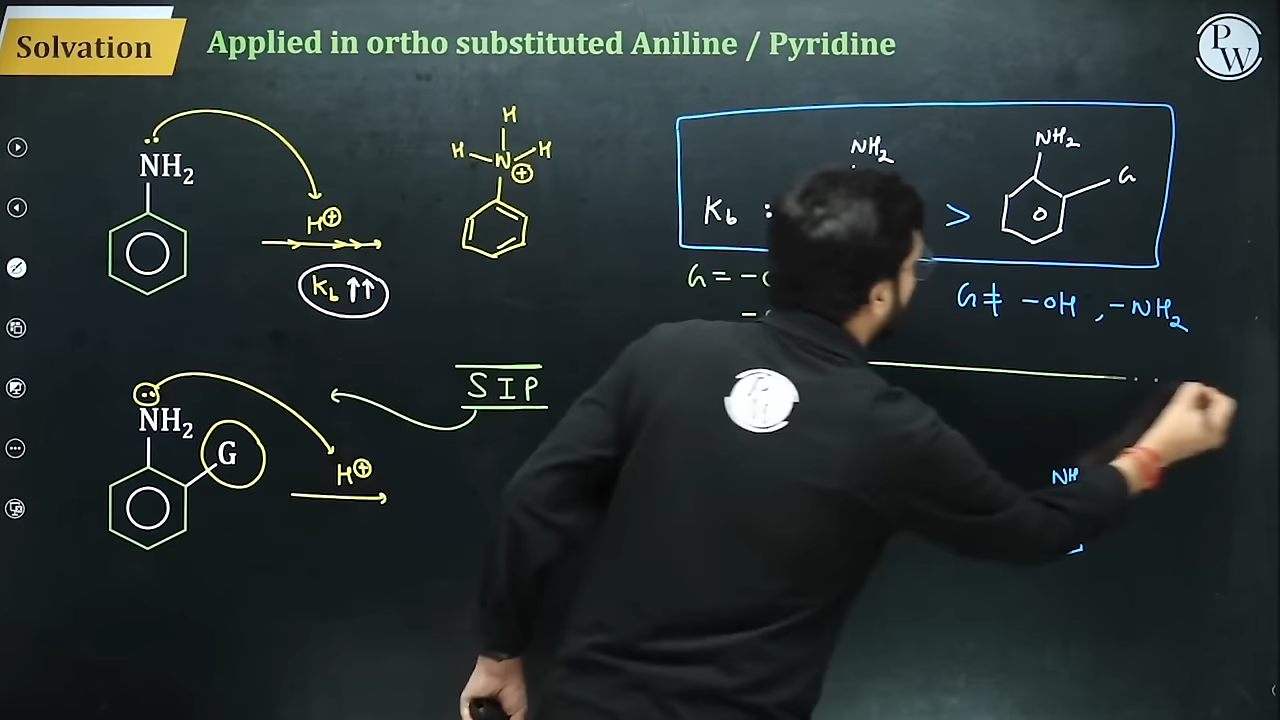 Solvation
Applied in ortho substituted Aniline / Pyridine
P
W
NH2
H⊕
Kb ↑↑
H
H N H
⊕
Kb :
NH2
>
NH2
G
G = -
-
G ≠ -OH, -NH2
SIP
NH2
G
H⊕
NH